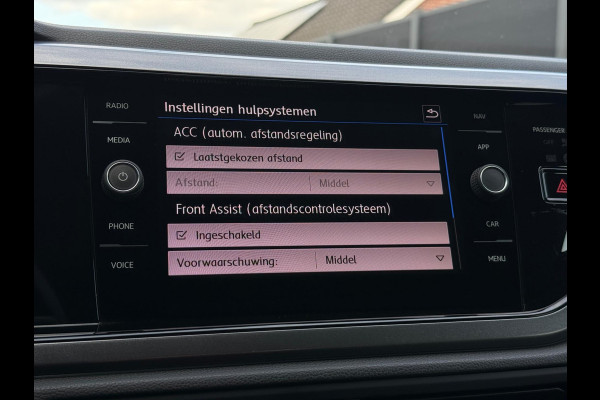 RADIO
MEDIA
PHONE
VOICE
Instellingen hulpsystemen
ACC (autom. afstandsregeling)
Laatstgekozen afstand
Afstand: Middel
Front Assist (afstandscontrolesysteem)
Ingeschakeld
Voorwaarschuwing: Middel
NAV
APP
CAR
MENU
PASSENGER